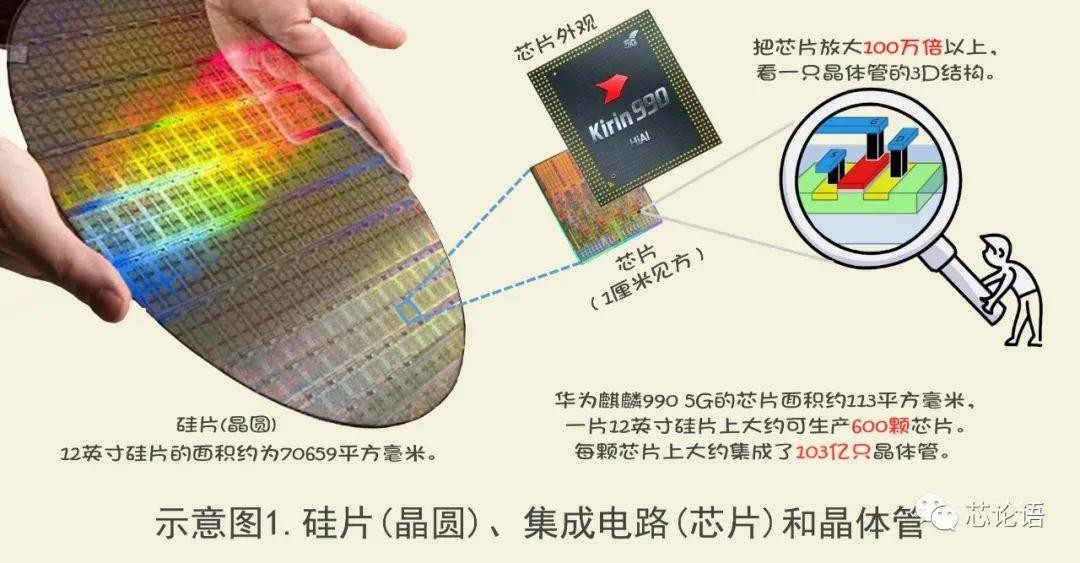 芯片外观
5G
Kirin990
HiAI
把芯片放大100万倍以上，
看一只晶体管的3D结构。
S
G
D
芯片
（1厘米见方）
硅片(晶圆)
12英寸硅片的面积约为70659平方毫米。
华为麒麟990 5G的芯片面积约113平方毫米，
一片12英寸硅片上大约可生产600颗芯片。
每颗芯片上大约集成了103亿只晶体管。
示意图1.硅片(晶圆)、集成电路(芯片)和晶体管
芯论语